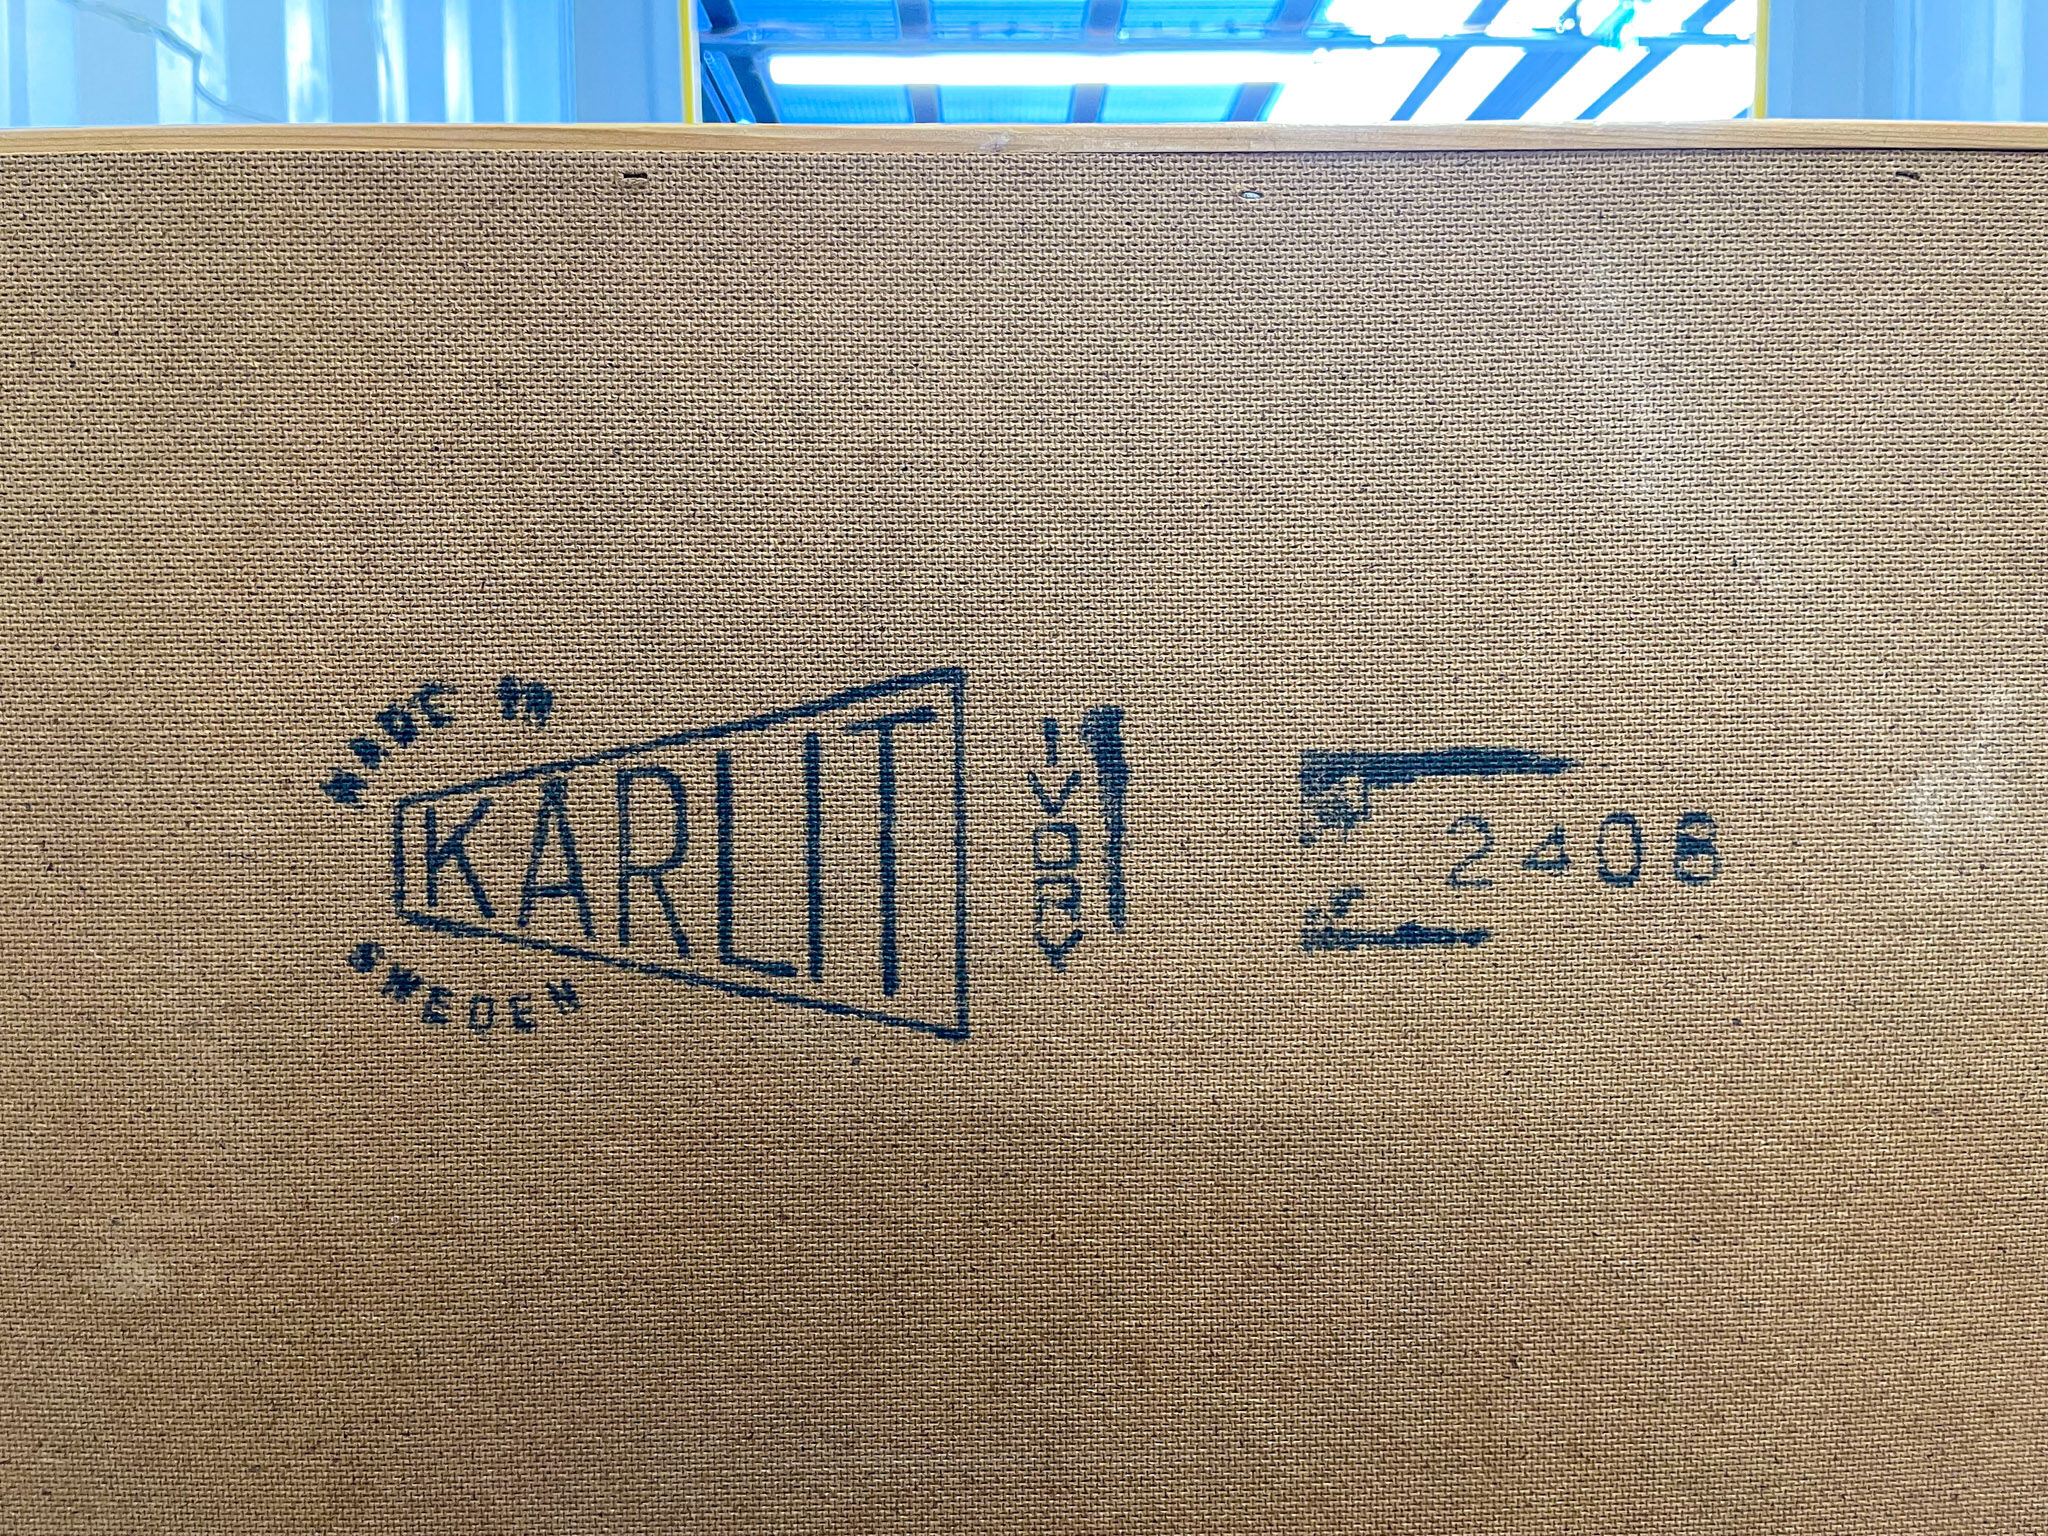 MADE IN
KARLIT
SWEDEN
2408